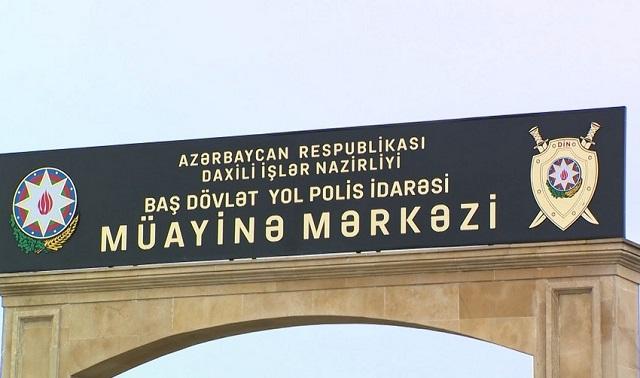 AZƏRBAYCAN RESPUBLİKASI
DAXİLİ İŞLƏR NAZİRLİYİ
BAŞ DÖVLƏT YOL POLİS İDARƏSİ
MÜAYİNƏ MƏRKƏZİ
DİN